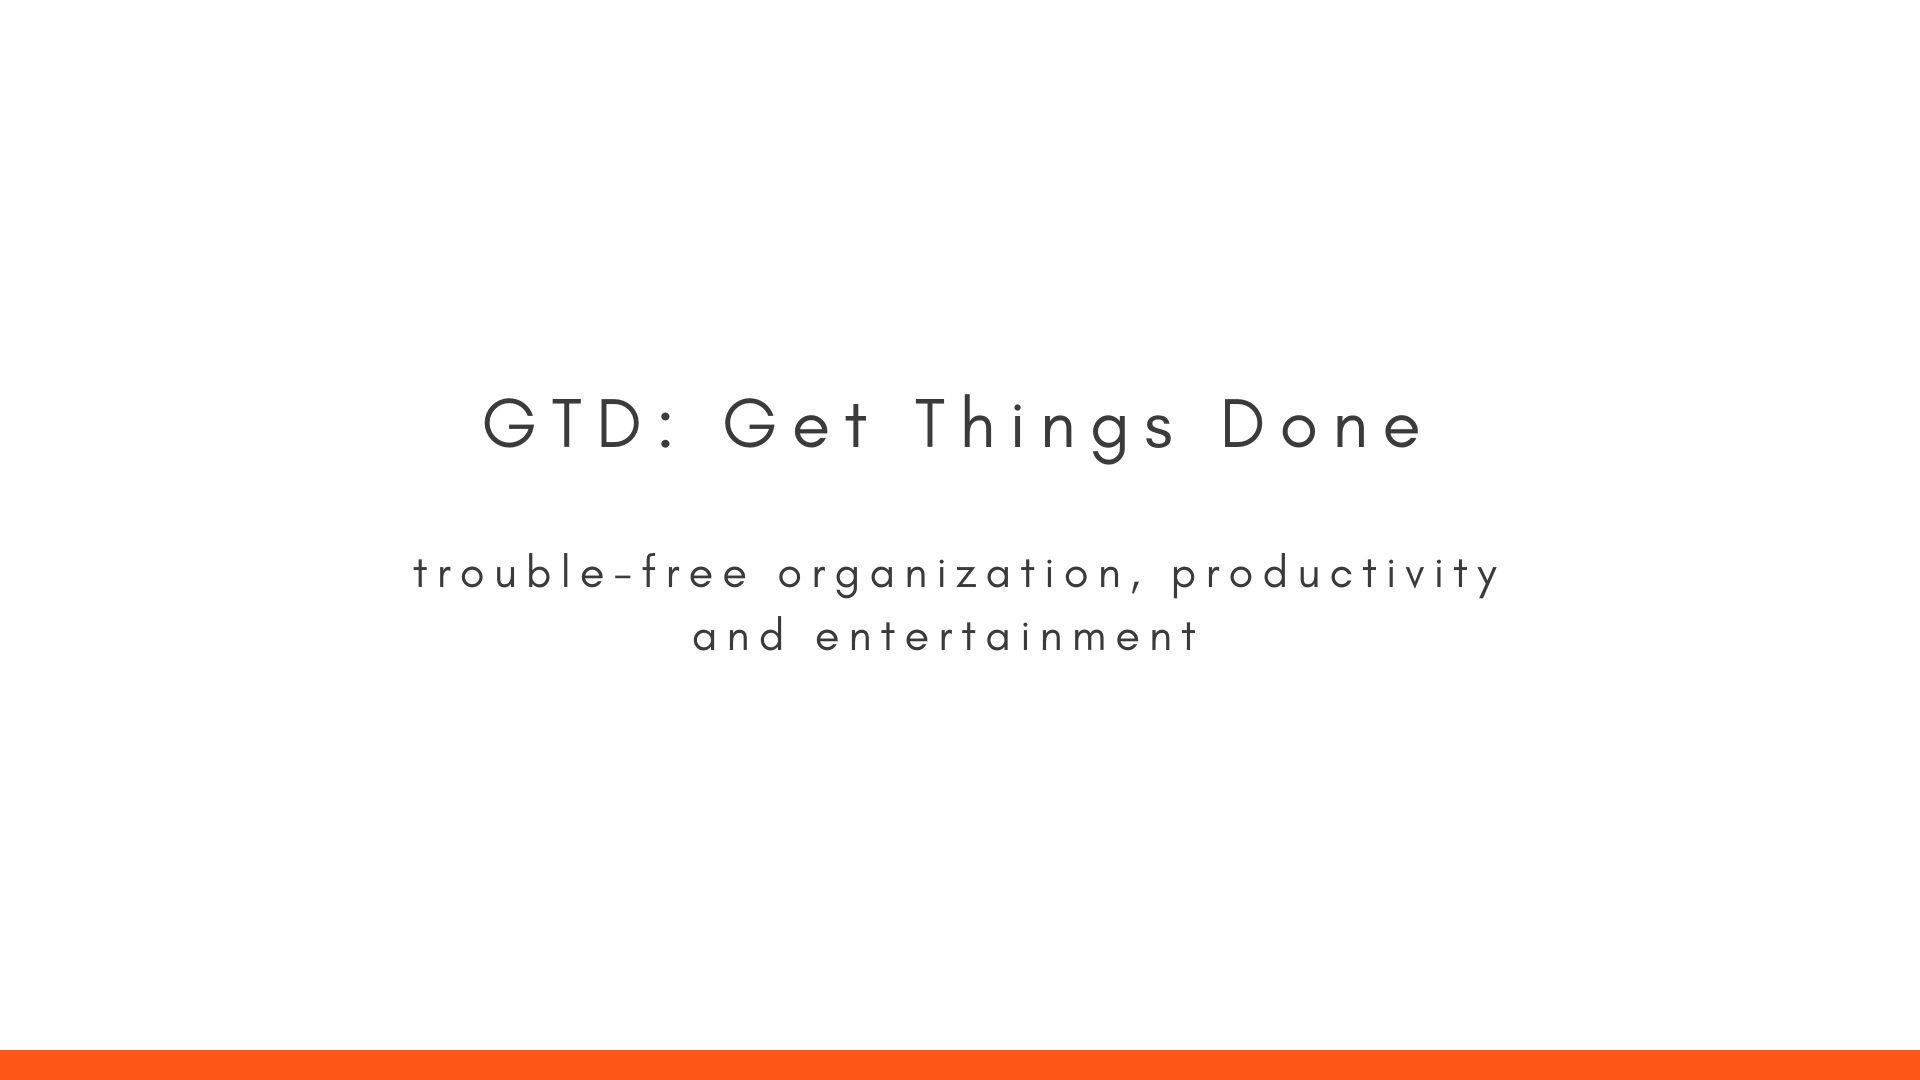 GTD: Get Things Done
trouble-free organization, productivity
and entertainment